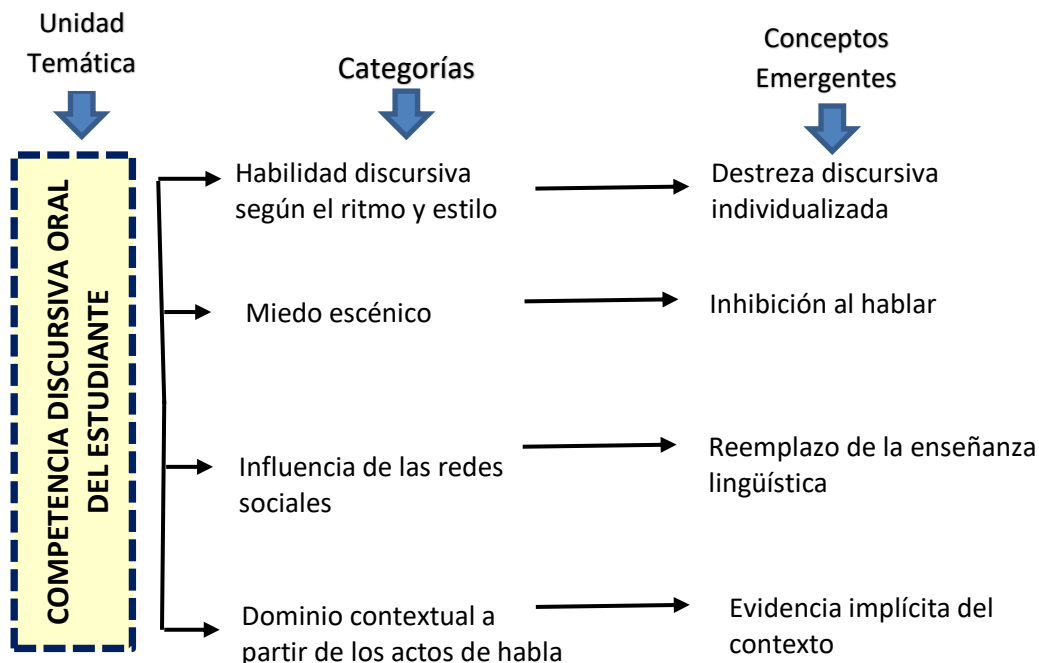 Unidad
Temática
Categorías
Conceptos
Emergentes
COMPETENCIA DISCURSIVA ORAL
DEL ESTUDIANTE
Habilidad discursiva
según el ritmo y estilo
Destreza discursiva
individualizada
Miedo escénico
Inhibición al hablar
Influencia de las redes
sociales
Reemplazo de la enseñanza
lingüística
Dominio contextual a
partir de los actos de habla
Evidencia implícita del
contexto